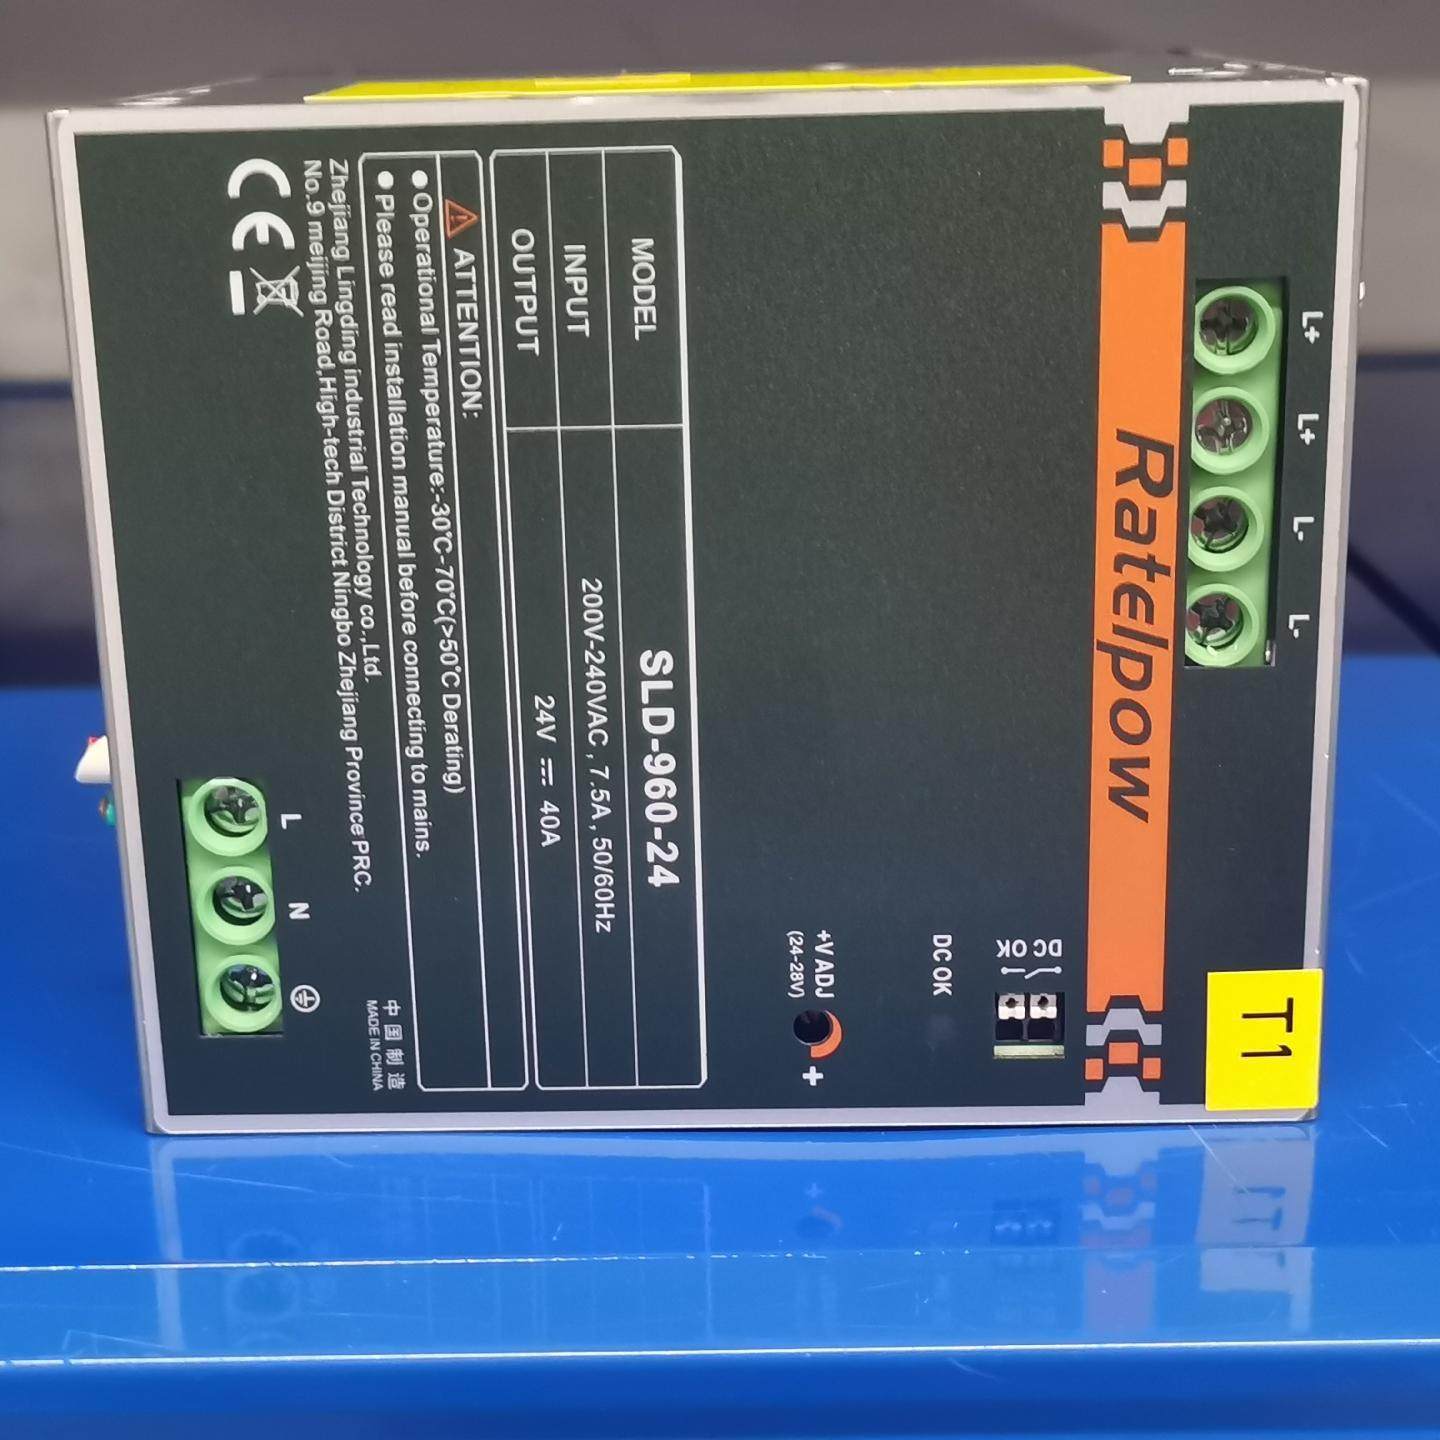 L+ L+ L- L-
T1
Ratelpow
DC OK
DC OK
+V ADJ
(24-28V)
+
MODEL SLD-960-24
INPUT 200V-240VAC, 7.5A, 50/60Hz
OUTPUT 24V ⎓ 40A
⚠ ATTENTION:
●Operational Temperature:-30℃-70℃(>50℃ Derating)
●Please read installation manual before connecting to mains.
Zhejiang Lingding industrial Technology co.,Ltd.
No.9 meijing Road,High-tech District Ningbo Zhejiang Province PRC.
中国制造
MADE IN CHINA
CE
L N